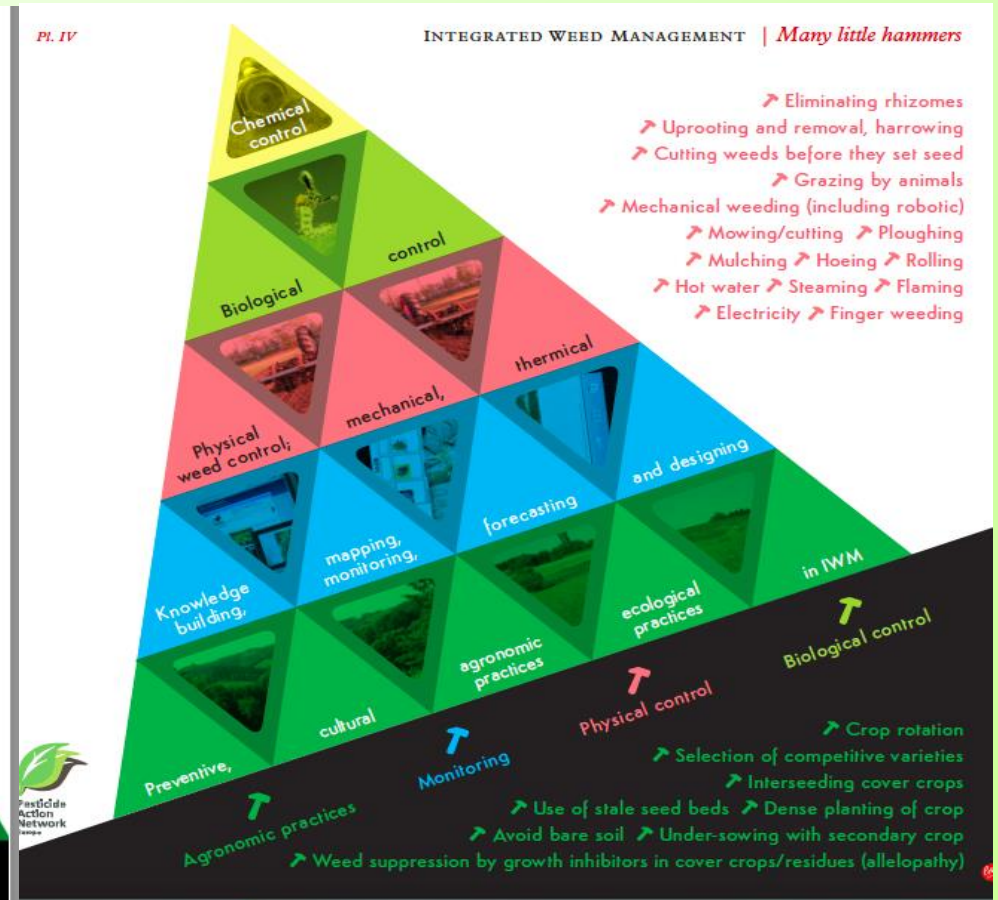 Pl. IV
INTEGRATED WEED MANAGEMENT | Many little hammers
Eliminating rhizomes
Uprooting and removal, harrowing
Cutting weeds before they set seed
Grazing by animals
Mechanical weeding (including robotic)
Mowing/cutting Ploughing
Mulching Hoeing Rolling
Hot water Steaming Flaming
Electricity Finger weeding
Chemical
control
Biological control
Physical
weed control; mechanical, thermical
Knowledge
building, mapping,
monitoring, forecasting and designing
Preventive, cultural agronomic
practices ecological
practices in IWM
Agronomic practices
Monitoring
Physical control
Biological control
Crop rotation
Selection of competitive varieties
Interseeding cover crops
Use of stale seed beds Dense planting of crop
Avoid bare soil Under-sowing with secondary crop
Weed suppression by growth inhibitors in cover crops/residues (allelopathy)
Pesticide
Action
Network
Europe